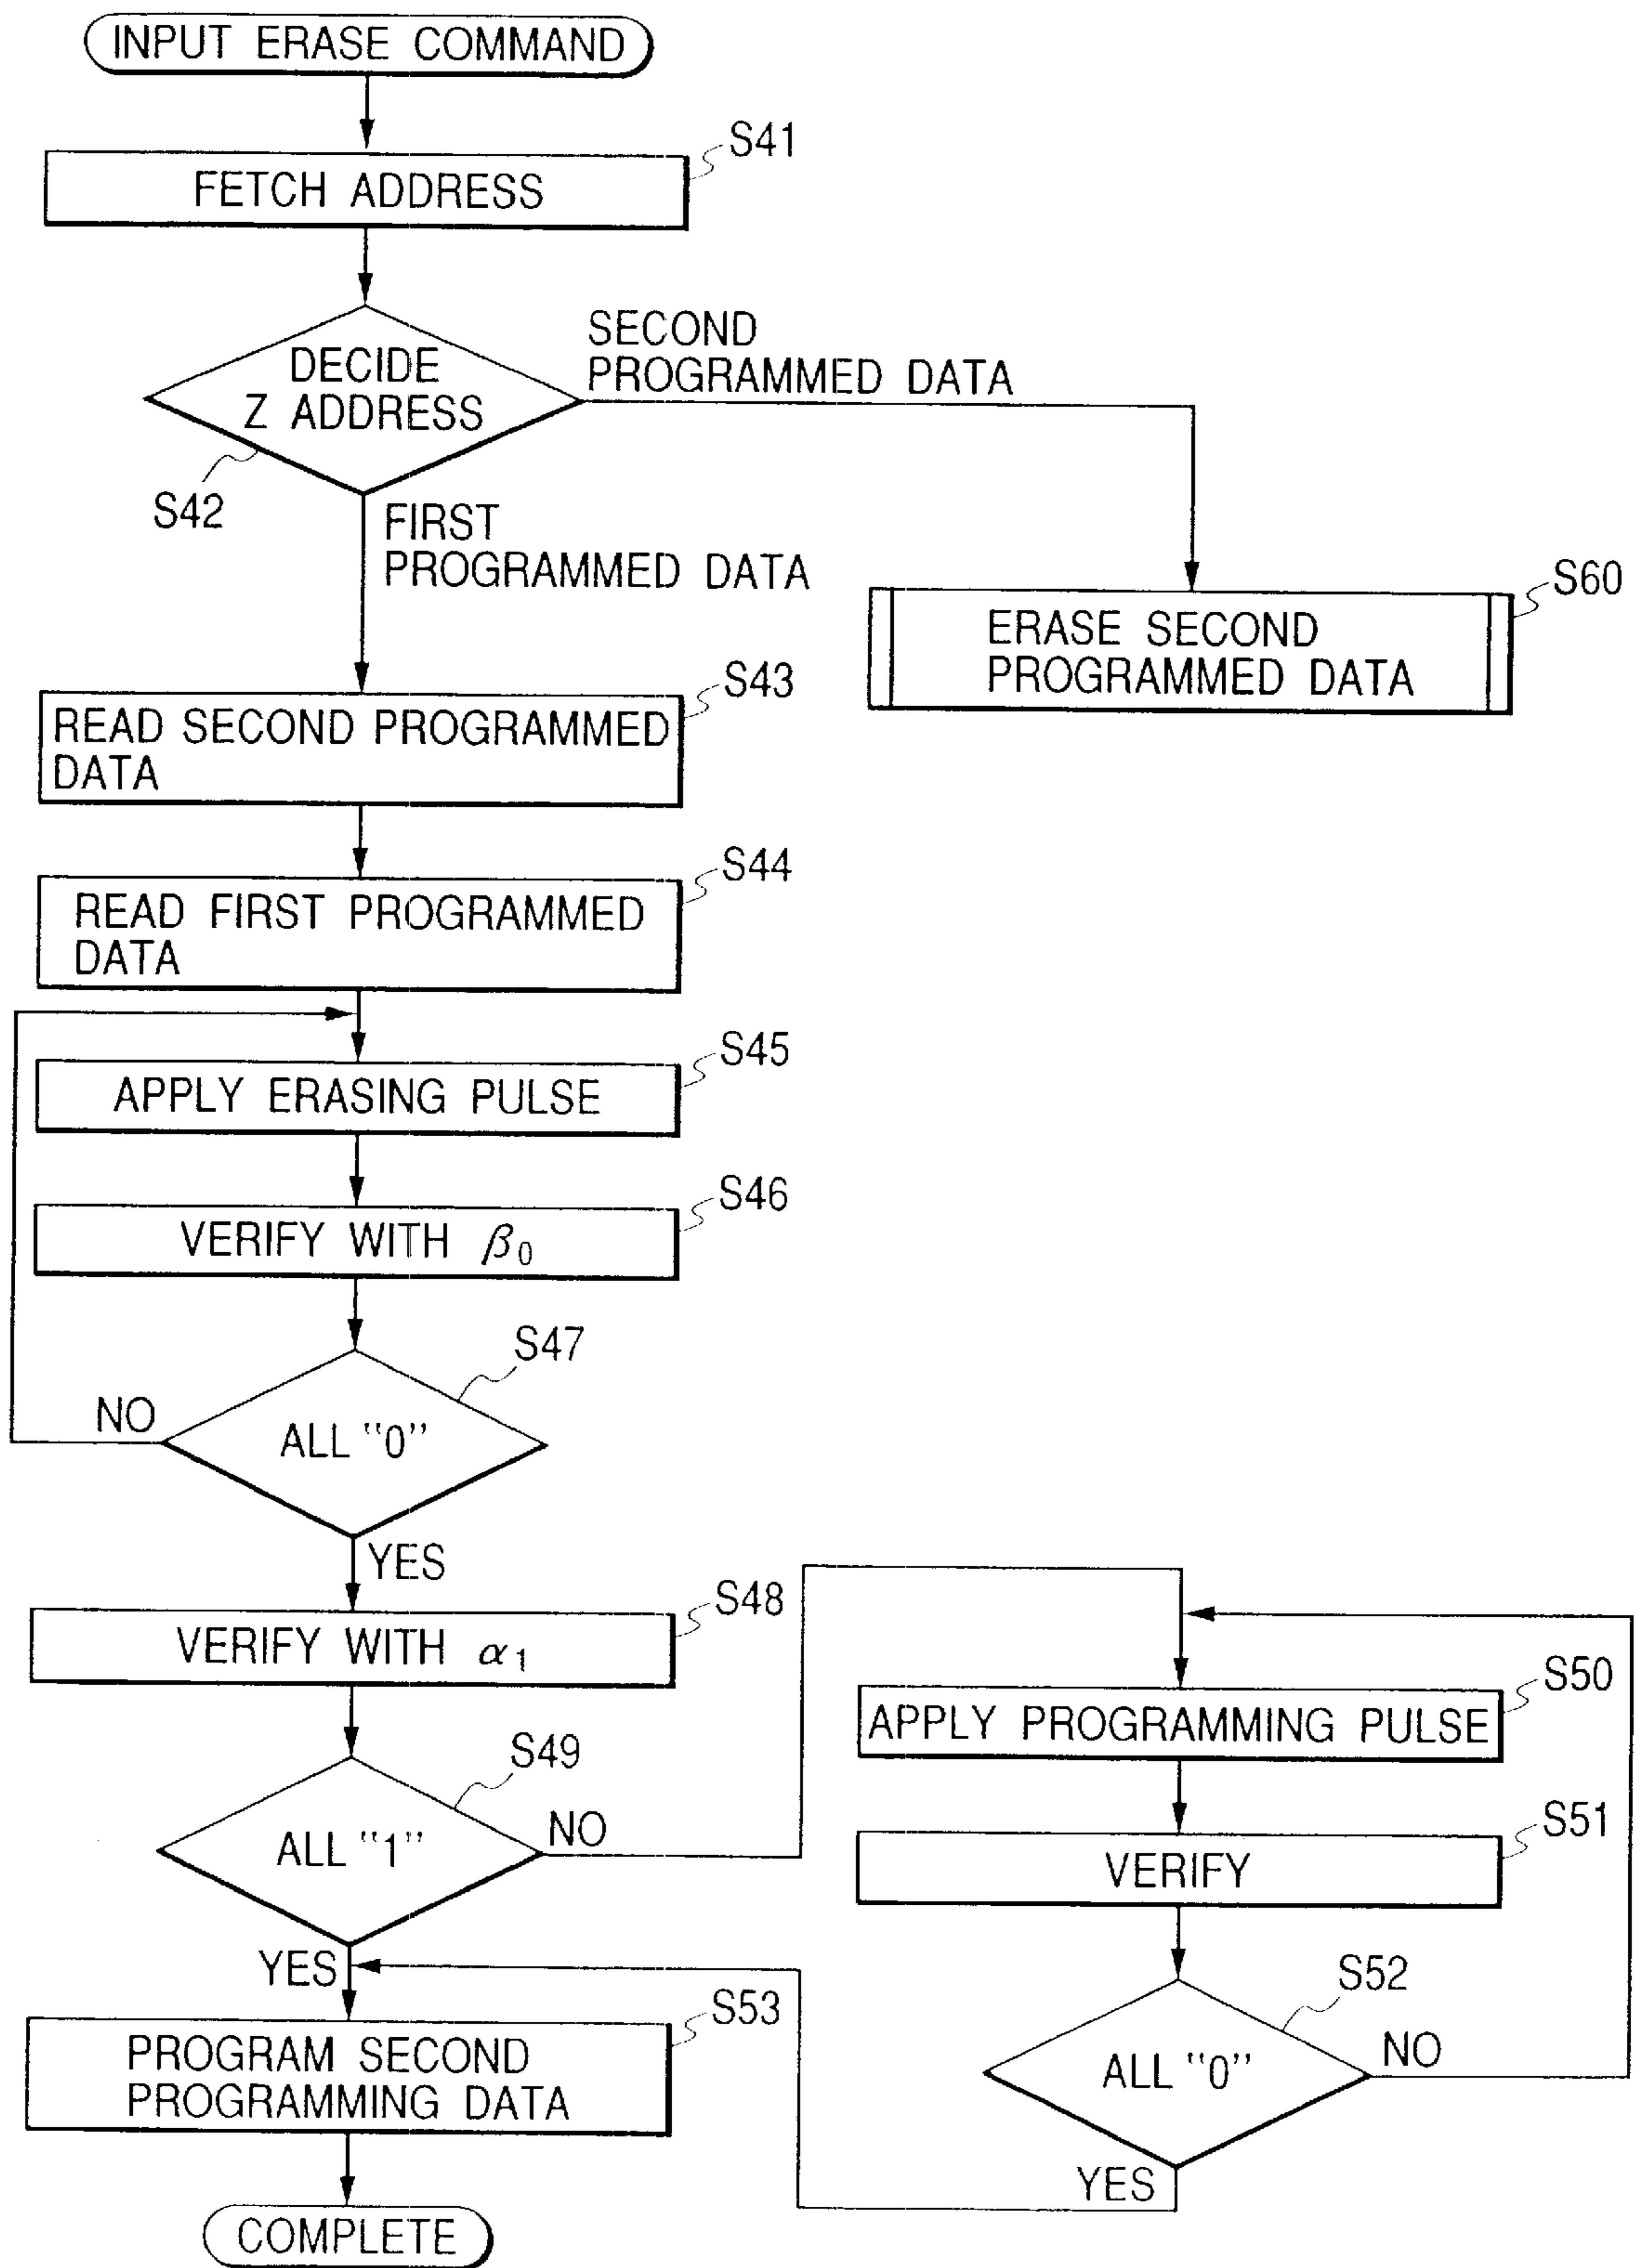 INPUT ERASE COMMAND
S41
FETCH ADDRESS
DECIDE
Z ADDRESS
S42
SECOND
PROGRAMMED DATA
FIRST
PROGRAMMED DATA
S60
ERASE SECOND
PROGRAMMED DATA
S43
READ SECOND PROGRAMMED
DATA
S44
READ FIRST PROGRAMMED
DATA
S45
APPLY ERASING PULSE
S46
VERIFY WITH β0
S47
ALL "0"
NO
YES
S48
VERIFY WITH α1
S49
ALL "1"
NO
YES
S50
APPLY PROGRAMMING PULSE
S51
VERIFY
S52
ALL "0"
NO
YES
S53
PROGRAM SECOND
PROGRAMMING DATA
COMPLETE